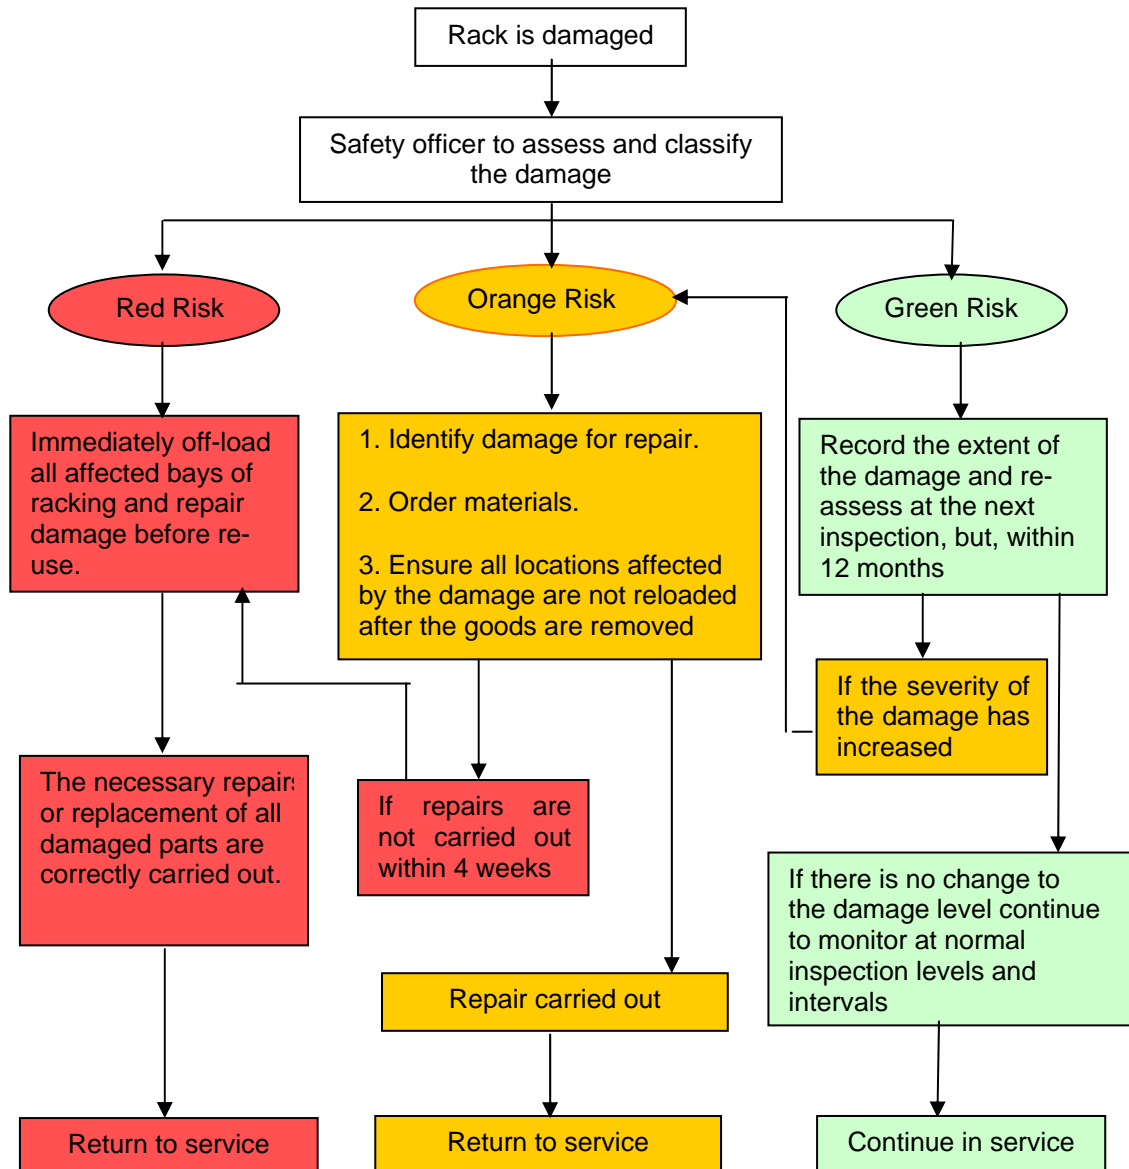 Rack is damaged
Safety officer to assess and classify
the damage
Red Risk
Orange Risk
Green Risk
Immediately off-load
all affected bays of
racking and repair
damage before re-
use.
1. Identify damage for repair.
2. Order materials.
3. Ensure all locations affected
by the damage are not reloaded
after the goods are removed
Record the extent of
the damage and re-
assess at the next
inspection, but, within
12 months
If the severity of
the damage has
increased
The necessary repairs
or replacement of all
damaged parts are
correctly carried out.
If repairs are
not carried out
within 4 weeks
If there is no change to
the damage level continue
to monitor at normal
inspection levels and
intervals
Repair carried out
Return to service
Return to service
Continue in service